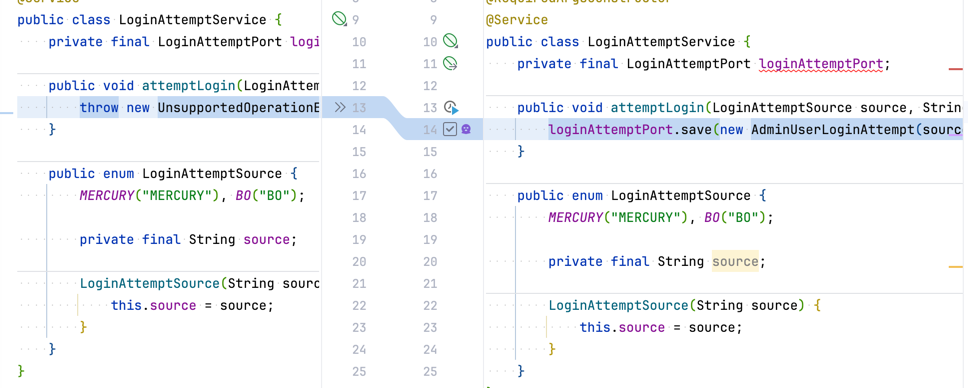 @Service
public class LoginAttemptService {
private final LoginAttemptPort logi
public void attemptLogin(LoginAttem
throw new UnsupportedOperationE
}
public enum LoginAttemptSource {
MERCURY("MERCURY"), BO("BO");
private final String source;
LoginAttemptSource(String sourc
this.source = source;
}
}
}
8 8
9 9
10 10
11 11
12 12
13 13
14 14
15 15
16 16
17 17
18 18
19 19
20 20
21 21
22 22
23 23
24 24
25 25
@RequiredArgsConstructor
@Service
public class LoginAttemptService {
private final LoginAttemptPort loginAttemptPort;
public void attemptLogin(LoginAttemptSource source, Strin
loginAttemptPort.save(new AdminUserLoginAttempt(sourc
}
public enum LoginAttemptSource {
MERCURY("MERCURY"), BO("BO");
private final String source;
LoginAttemptSource(String source) {
this.source = source;
}
}